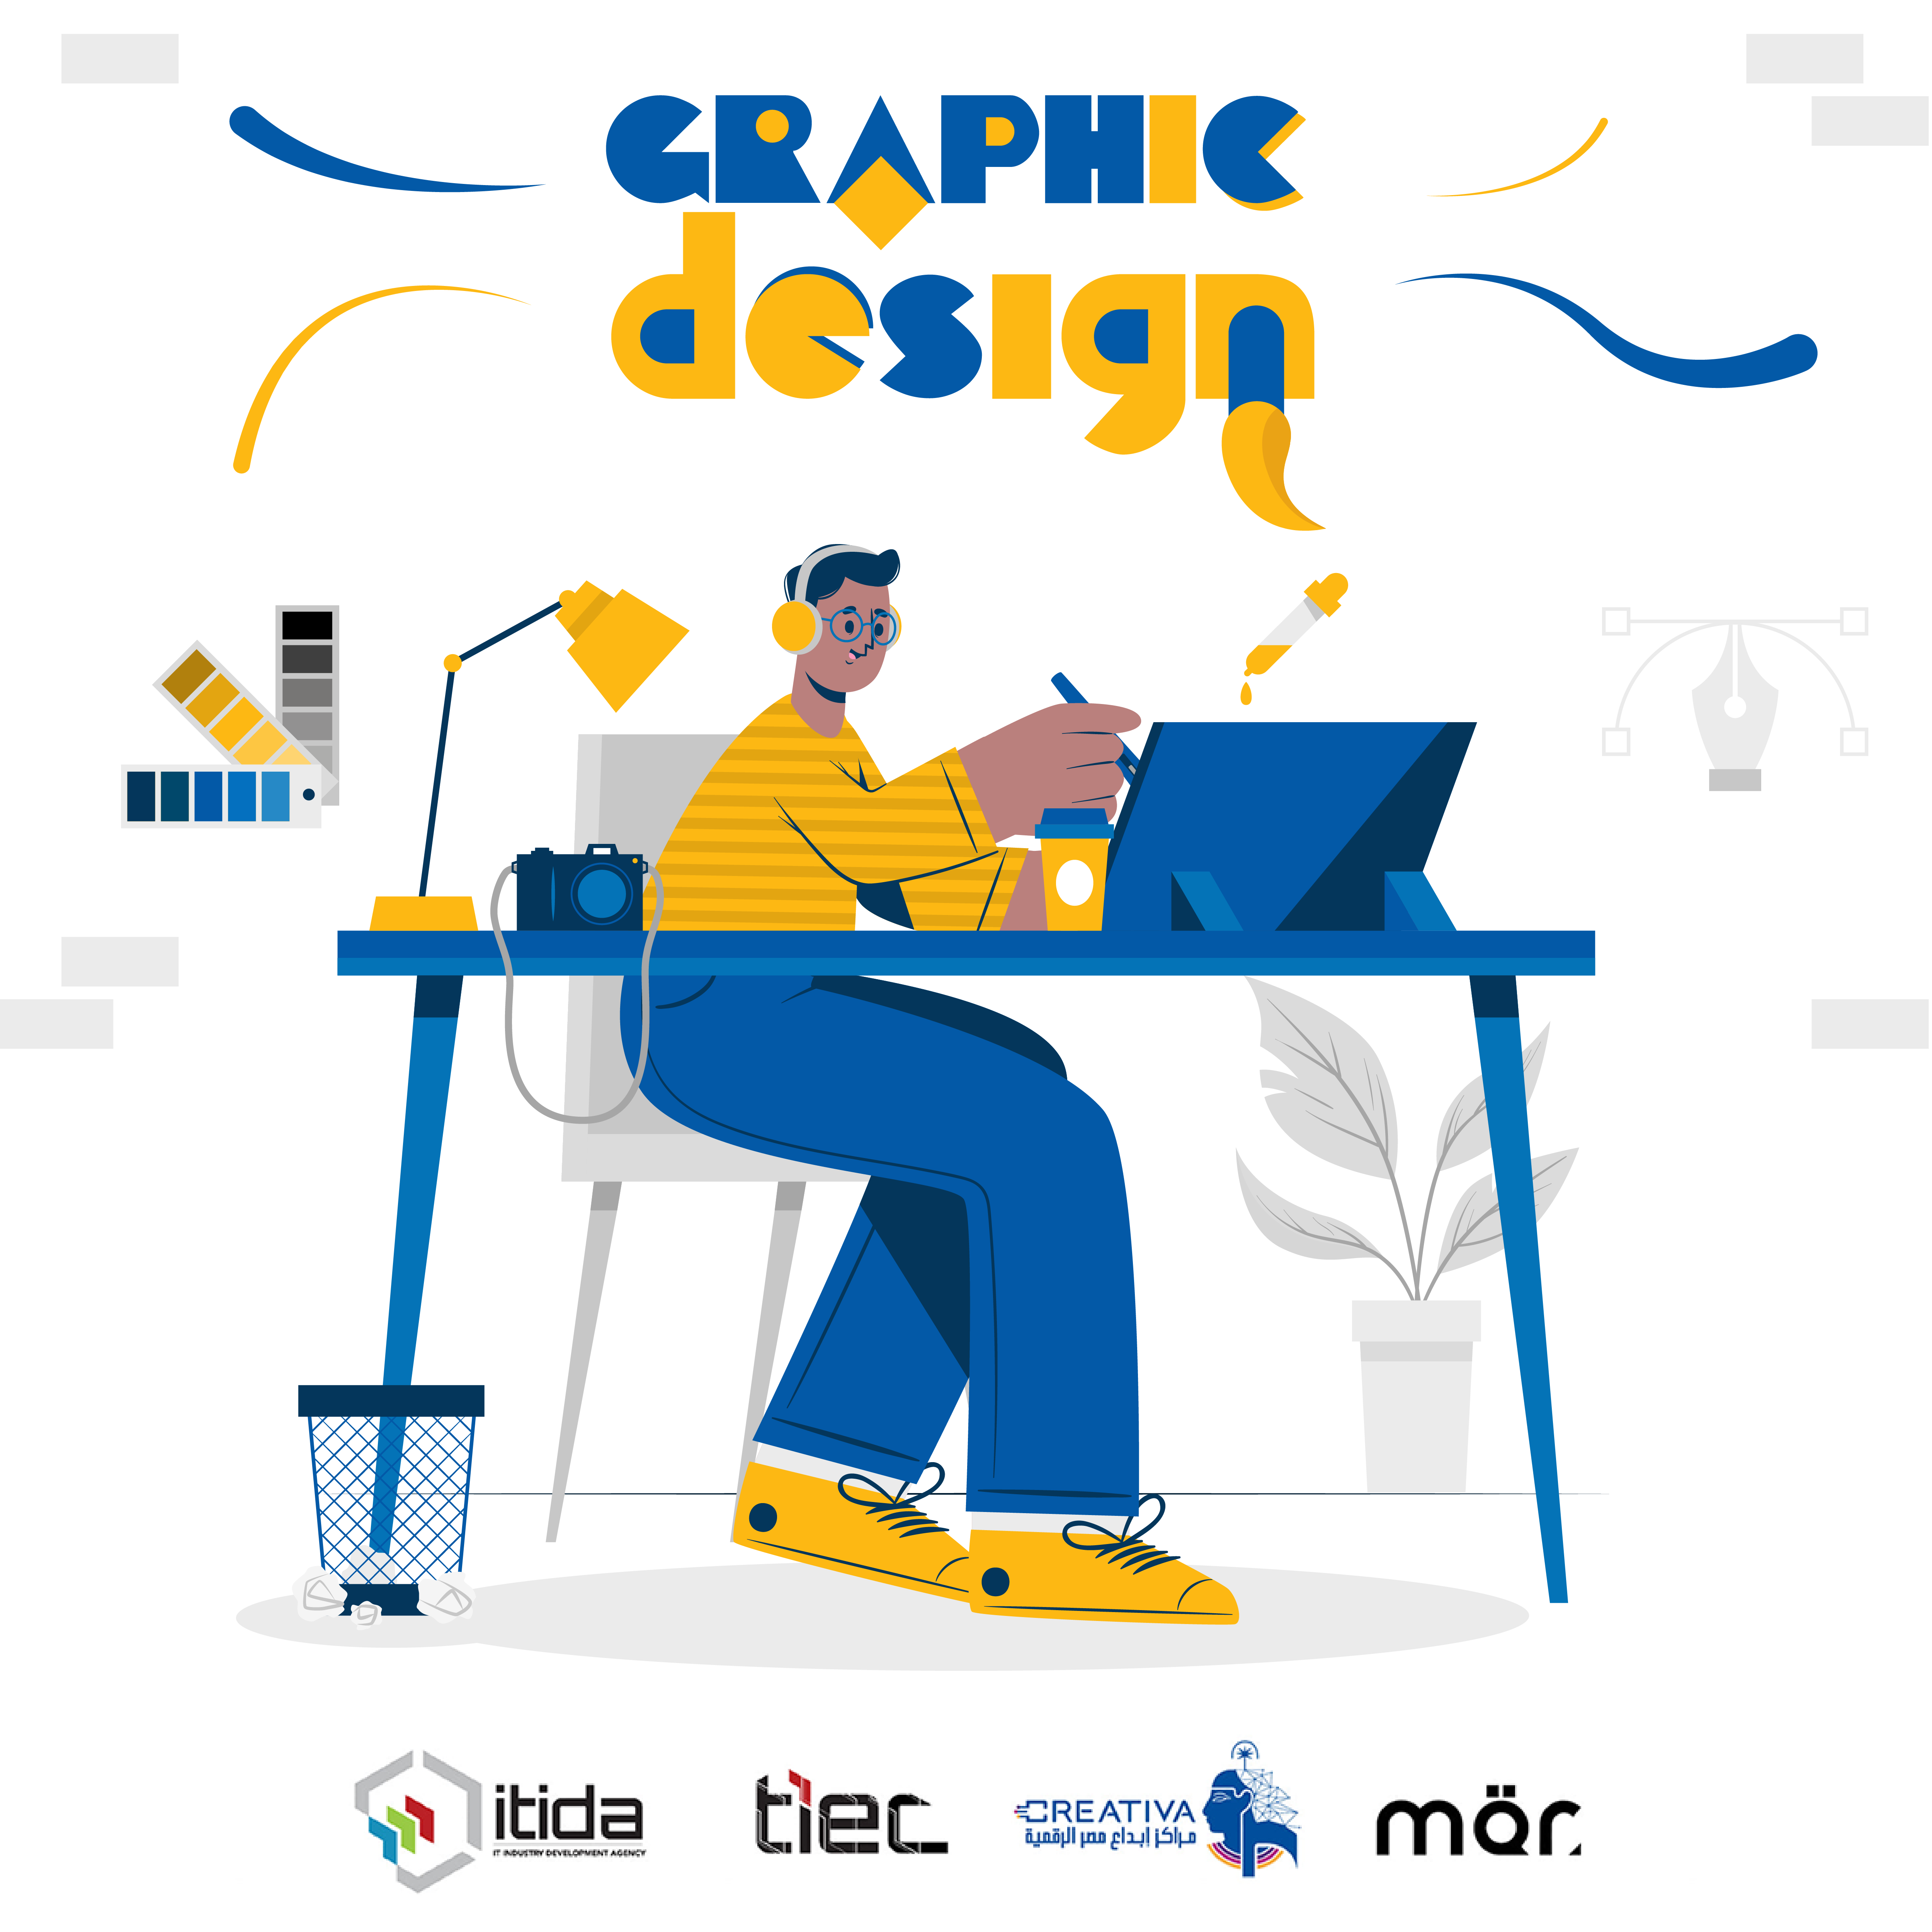 GRAPHIC
design
itida
IT INDUSTRY DEVELOPMENT AGENCY
tiec
CREATIVA
مراكز إبداع مصر الرقمية
mär.